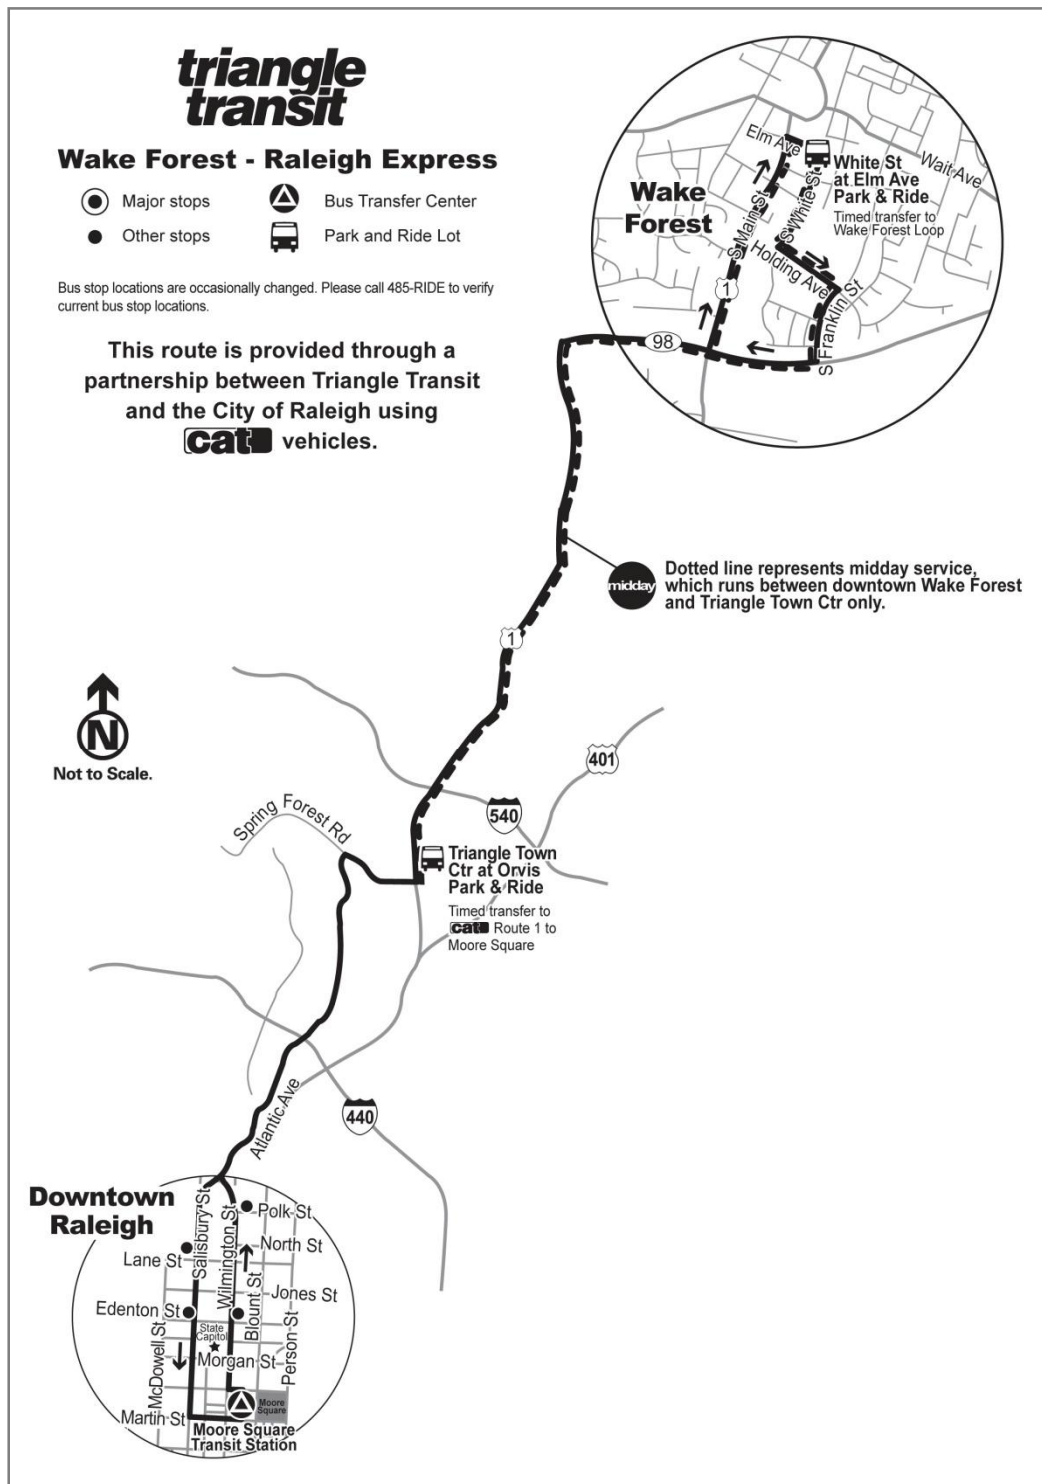 triangle
transit
Wake Forest - Raleigh Express
Major stops
Bus Transfer Center
Other stops
Park and Ride Lot
Bus stop locations are occasionally changed. Please call 485-RIDE to verify
current bus stop locations.
This route is provided through a
partnership between Triangle Transit
and the City of Raleigh using
cat vehicles.
Wake
Forest
Elm Ave
Wait Ave
White St
at Elm Ave
Park & Ride
Timed transfer to
Wake Forest Loop
S Main St
S White St
Holding Ave
S Franklin St
1
98
midday
Dotted line represents midday service,
which runs between downtown Wake Forest
and Triangle Town Ctr only.
1
N
Not to Scale.
401
540
Spring Forest Rd
Triangle Town
Ctr at Orvis
Park & Ride
Timed transfer to
cat Route 1 to
Moore Square
Atlantic Ave
440
Downtown
Raleigh
Salisbury St
Wilmington St
Polk St
North St
Lane St
Jones St
Blount St
Edenton St
State
Capitol
Person St
McDowell St
Morgan St
Moore
Square
Martin St
Moore Square
Transit Station